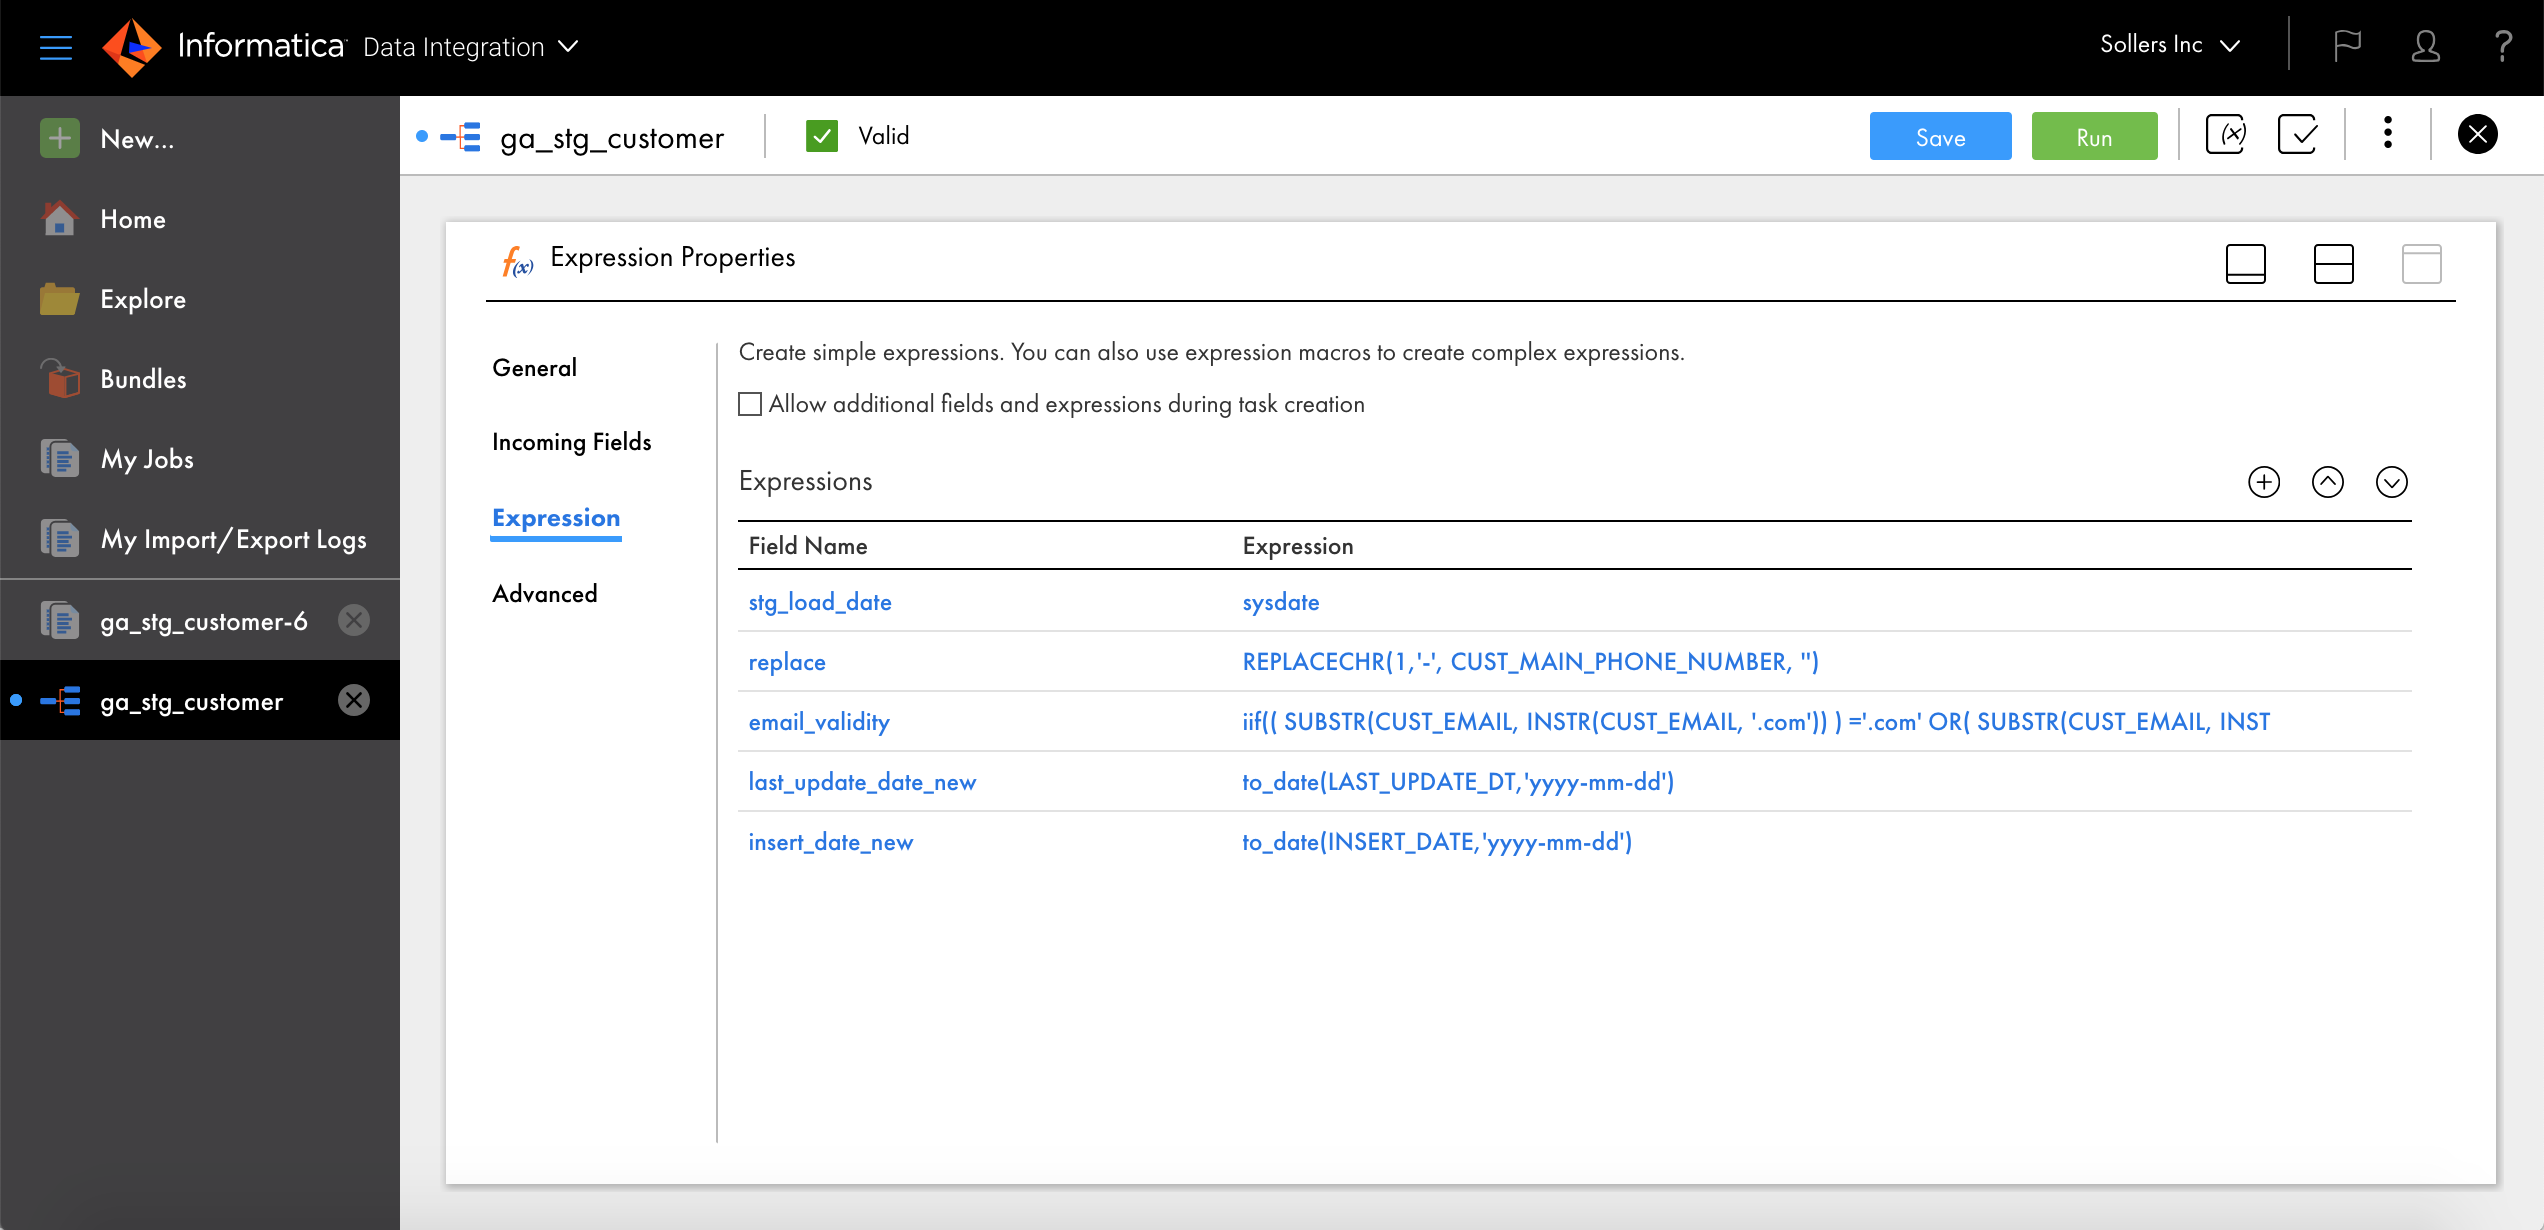 Informatica Data Integration
Sollers Inc
?
New...
Home
Explore
Bundles
My Jobs
My Import/Export Logs
ga_stg_customer-6
ga_stg_customer
ga_stg_customer
Valid
Save
Run
(x)
f(x) Expression Properties
General
Incoming Fields
Expression
Advanced
Create simple expressions. You can also use expression macros to create complex expressions.
Allow additional fields and expressions during task creation
Expressions
Field Name Expression
stg_load_date sysdate
replace REPLACECHR(1,'-', CUST_MAIN_PHONE_NUMBER, '')
email_validity iif(( SUBSTR(CUST_EMAIL, INSTR(CUST_EMAIL, '.com')) ) ='.com' OR( SUBSTR(CUST_EMAIL, INST
last_update_date_new to_date(LAST_UPDATE_DT,'yyyy-mm-dd')
insert_date_new to_date(INSERT_DATE,'yyyy-mm-dd')